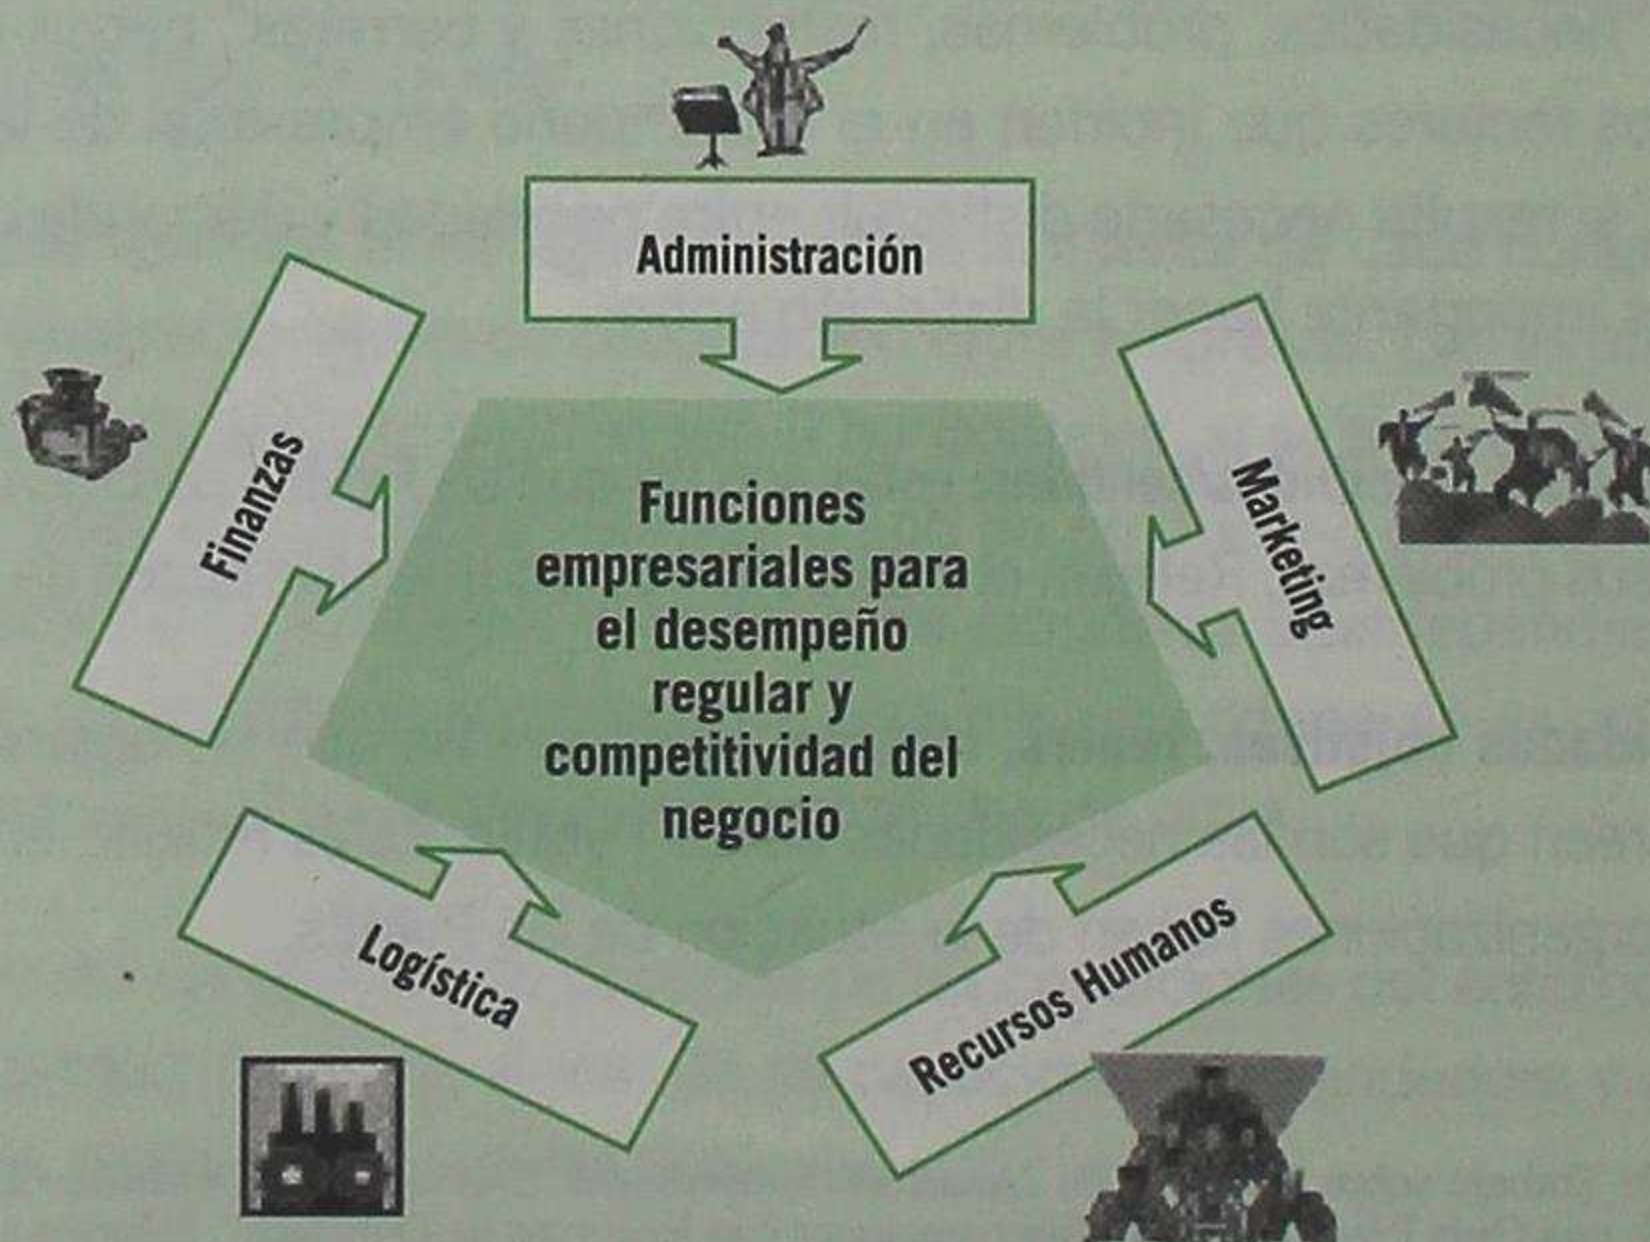 Administración
Finanzas
Marketing
Funciones
empresariales para
el desempeño
regular y
competitividad del
negocio
Logística
Recursos Humanos